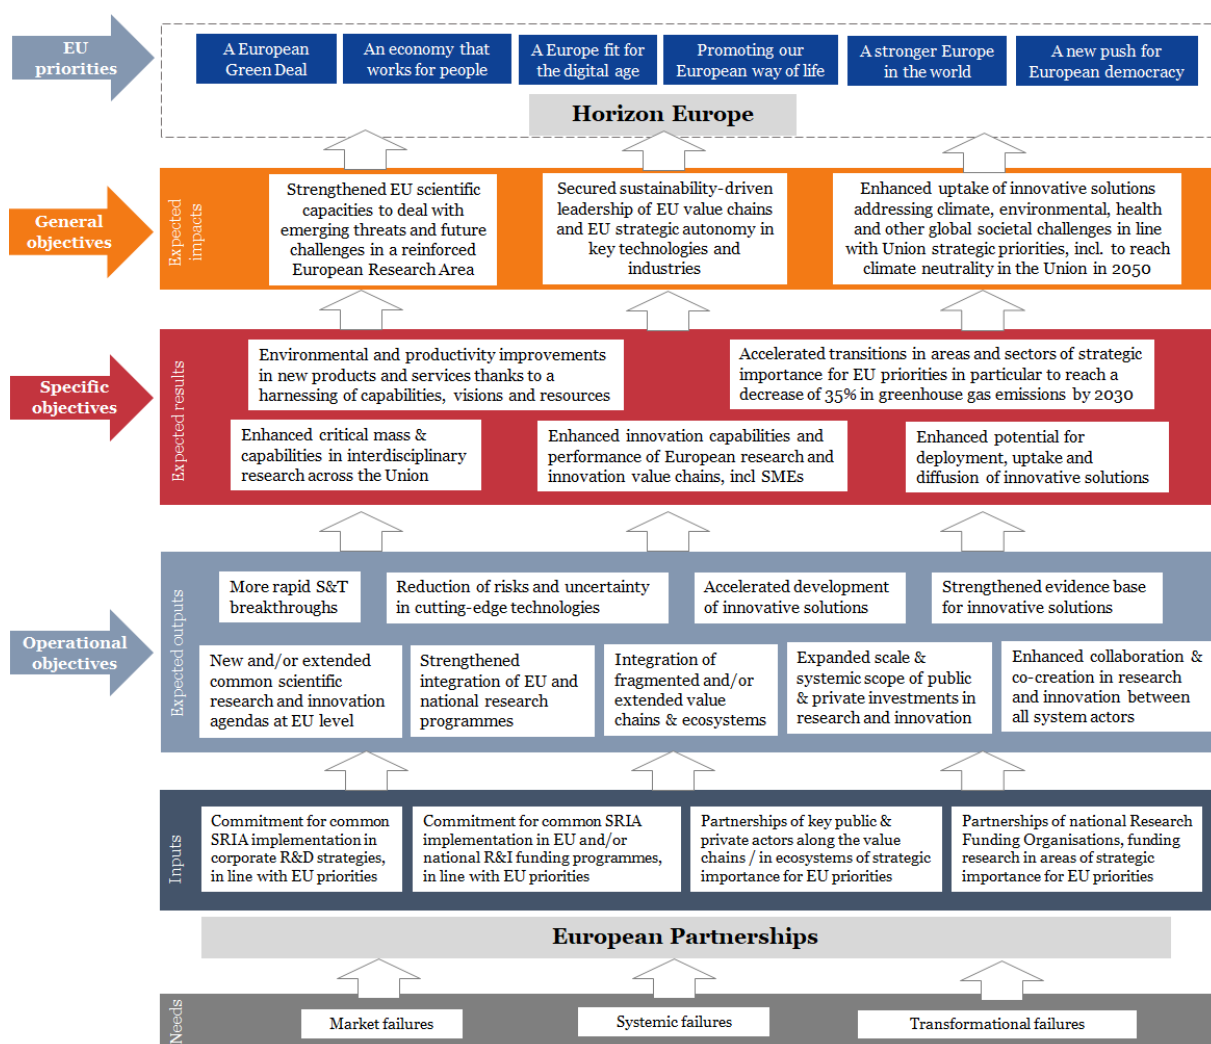 EU
priorities
A European
Green Deal
An economy that
works for people
A Europe fit for
the digital age
Promoting our
European way of life
A stronger Europe
in the world
A new push for
European democracy
Horizon Europe
General
objectives
Expected
impacts
Strengthened EU scientific
capacities to deal with
emerging threats and future
challenges in a reinforced
European Research Area
Secured sustainability-driven
leadership of EU value chains
and EU strategic autonomy in
key technologies and
industries
Enhanced uptake of innovative solutions
addressing climate, environmental, health
and other global societal challenges in line
with Union strategic priorities, incl. to reach
climate neutrality in the Union in 2050
Specific
objectives
Expected results
Environmental and productivity improvements
in new products and services thanks to a
harnessing of capabilities, visions and resources
Accelerated transitions in areas and sectors of strategic
importance for EU priorities in particular to reach a
decrease of 35% in greenhouse gas emissions by 2030
Enhanced critical mass &
capabilities in interdisciplinary
research across the Union
Enhanced innovation capabilities and
performance of European research and
innovation value chains, incl SMEs
Enhanced potential for
deployment, uptake and
diffusion of innovative solutions
Operational
objectives
Expected outputs
More rapid S&T
breakthroughs
Reduction of risks and uncertainty
in cutting-edge technologies
Accelerated development
of innovative solutions
Strengthened evidence base
for innovative solutions
New and/or extended
common scientific
research and innovation
agendas at EU level
Strengthened
integration of EU and
national research
programmes
Integration of
fragmented and/or
extended value
chains & ecosystems
Expanded scale &
systemic scope of public
& private investments in
research and innovation
Enhanced collaboration &
co-creation in research
and innovation between
all system actors
Inputs
Commitment for common
SRIA implementation in
corporate R&D strategies,
in line with EU priorities
Commitment for common SRIA
implementation in EU and/or
national R&I funding programmes,
in line with EU priorities
Partnerships of key public &
private actors along the value
chains / in ecosystems of strategic
importance for EU priorities
Partnerships of national Research
Funding Organisations, funding
research in areas of strategic
importance for EU priorities
European Partnerships
Needs
Market failures
Systemic failures
Transformational failures